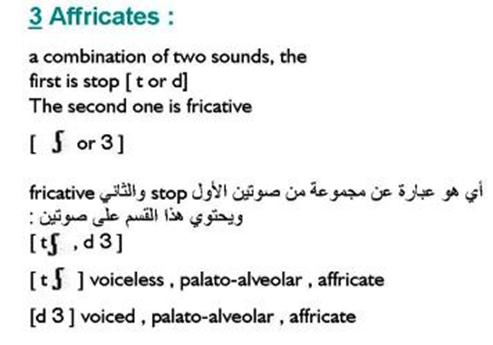 3 Affricates :
a combination of two sounds, the
first is stop [ t or d]
The second one is fricative
[ ʃ or 3 ]
أي هو عبارة عن مجموعة من صوتين الأول stop والثاني fricative
ويحتوي هذا القسم على صوتين :
[ tʃ , d 3 ]
[ t ʃ ] voiceless , palato-alveolar , affricate
[d 3 ] voiced , palato-alveolar , affricate